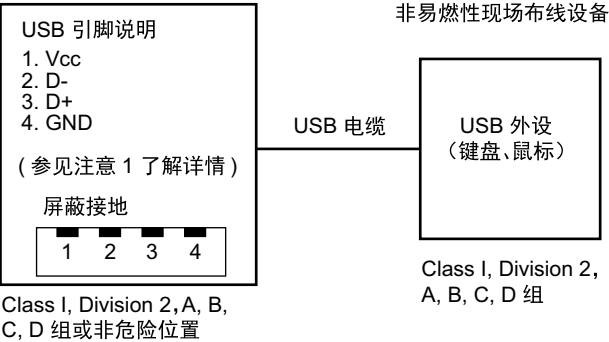 USB 引脚说明
1. Vcc
2. D-
3. D+
4. GND
( 参见注意 1 了解详情 )
屏蔽接地
1 2 3 4
Class I, Division 2，A, B,
C, D 组或非危险位置
USB 电缆
非易燃性现场布线设备
USB 外设
（键盘、鼠标）
Class I, Division 2，
A, B, C, D 组